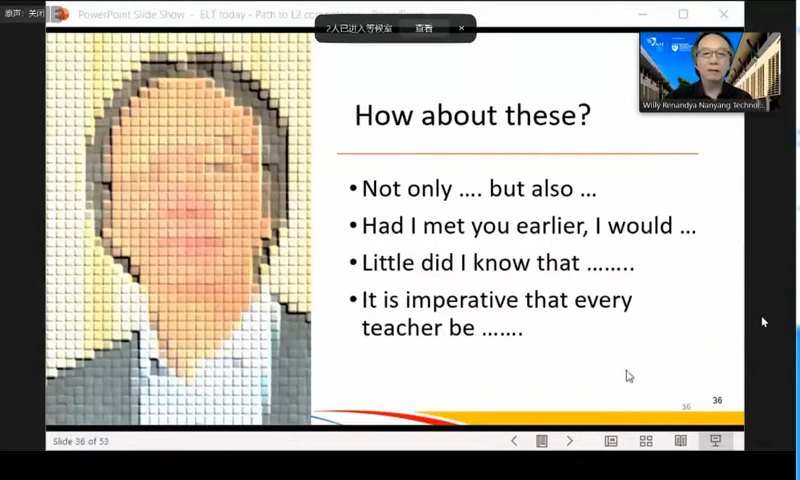 原声: 关闭
PowerPoint Slide Show - ELT today - Path to L2
2人已进入等候室 查看
Willy Renandya Nanyang Technol...
How about these?
• Not only .... but also ...
• Had I met you earlier, I would ...
• Little did I know that ........
• It is imperative that every
teacher be .......
36
36
Slide 36 of 53